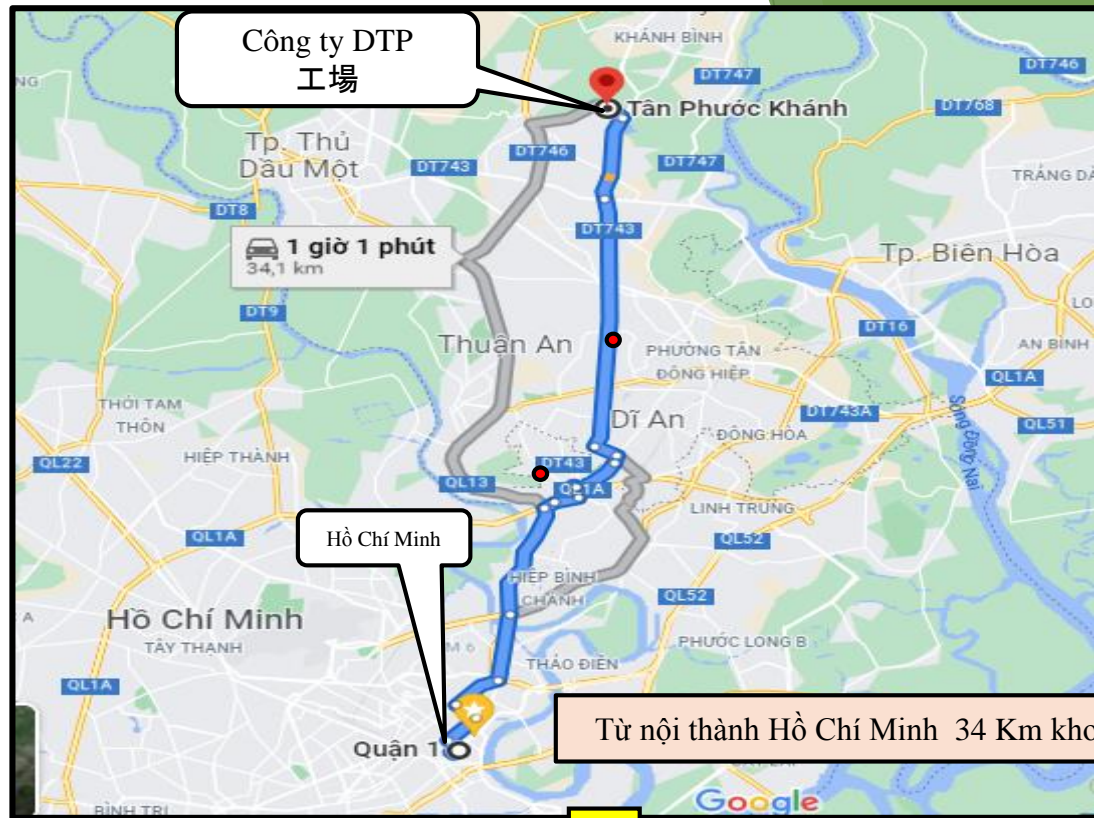 Công ty DTP
工場
KHÁNH BÌNH
DT747
DT746
NG
Tân Phước Khánh
DT768
Tp. Thủ
Dầu Một
DT743
DT746
DT747
TRẢNG DÀ
DT8
DT743
1 giờ 1 phút
34,1 km
Tp. Biên Hòa
LO
DT9
DT16
Thuận An
PHƯỜNG TÂN
ĐÔNG HIỆP
AN BÌNH
QL1A
THỚI TAM
THÔN
Dĩ An
DT743A
QL51
ĐÔNG HÒA
Sông Đồng Nai
HIỆP THÀNH
QL22
DT43
QL13
QL1A
LINH TRUNG
QL1A
Hồ Chí Minh
QL52
HIỆP BÌNH
CHÁNH
QL52
A
Hồ Chí Minh
TÂY THẠNH
M 6
PHƯỚC LONG B
THẢO ĐIỀN
QL1A
Từ nội thành Hồ Chí Minh 34 Km kho
Quận 1
Google
BÌNH TRỊ